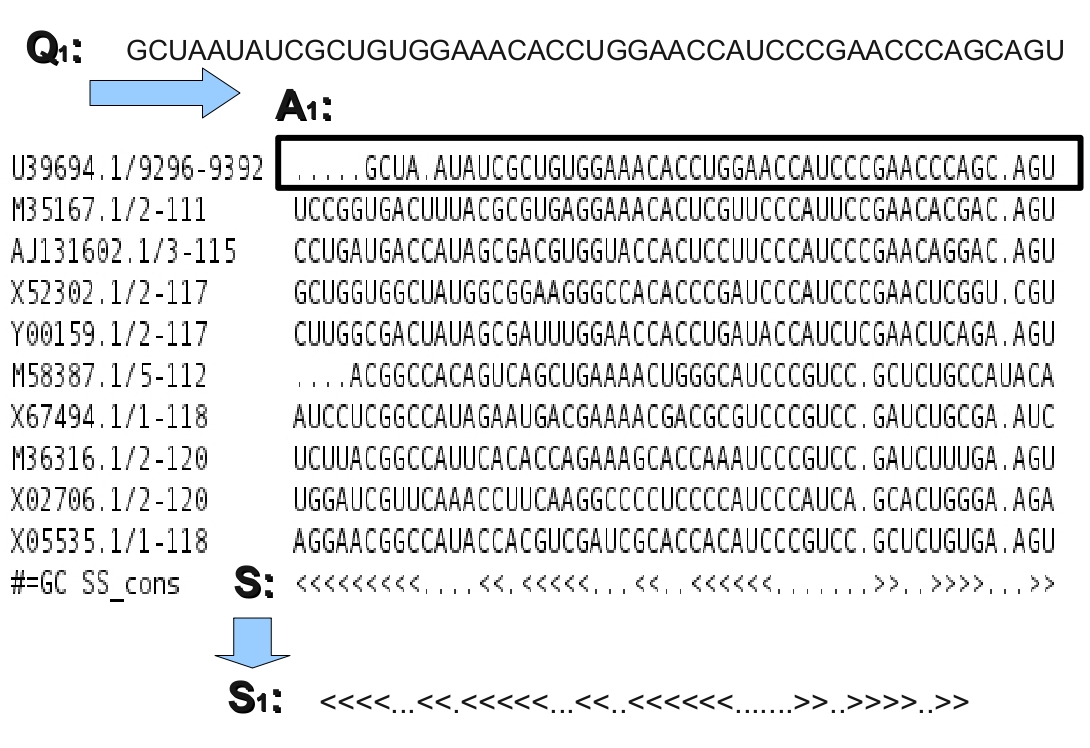 Q1: GCUAAUAUCGCUGUGGAAACACCUGGAACCAUCCCGAACCCAGCAGU
A1:
U39694.1/9296-9392 .....GCUA.AUAUCGCUGUGGAAACACCUGGAACCAUCCCGAACCCAGC.AGU
M35167.1/2-111 UCCGGUGACUUUACGCGUGAGGAAACACUCGUUCCCAUUCCGAACACGAC.AGU
AJ131602.1/3-115 CCUGAUGACCAUAGCGACGUGGUACCACUCCUUCCCAUCCCGAACAGGAC.AGU
X52302.1/2-117 GCUGGUGGCUAUGGCGGAAGGGCCACACCCGAUCCCAUCCCGAACUCGGU.CGU
Y00159.1/2-117 CUUGGCGACUAUAGCGAUUUGGAACCACCUGAUACCAUCUCGAACUCAGA.AGU
M58387.1/5-112 ....ACGGCCACAGUCAGCUGAAAACUGGGCAUCCCGUCC.GCUCUGCCAUACA
X67494.1/1-118 AUCCUCGGCCAUAGAAUGACGAAAACGACGCGUCCCGUCC.GAUCUGCGA.AUC
M36316.1/2-120 UCUUACGGCCAUUCACACCAGAAAGCACCAAAUCCCGUCC.GAUCUUUGA.AGU
X02706.1/2-120 UGGAUCGUUCAAACCUUCAAGGCCCCUCCCCAUCCCAUCA.GCACUGGGA.AGA
X05535.1/1-118 AGGAACGGCCAUACCACGUCGAUCGCACCACAUCCCGUCC.GCUCUGUGA.AGU
#=GC SS_cons S: <<<<<<<<<....<<.<<<<<...<<..<<<<<<.......>>..>>>>...>>
S1: <<<<...<<.<<<<<...<<..<<<<<<.......>>..>>>>..>>